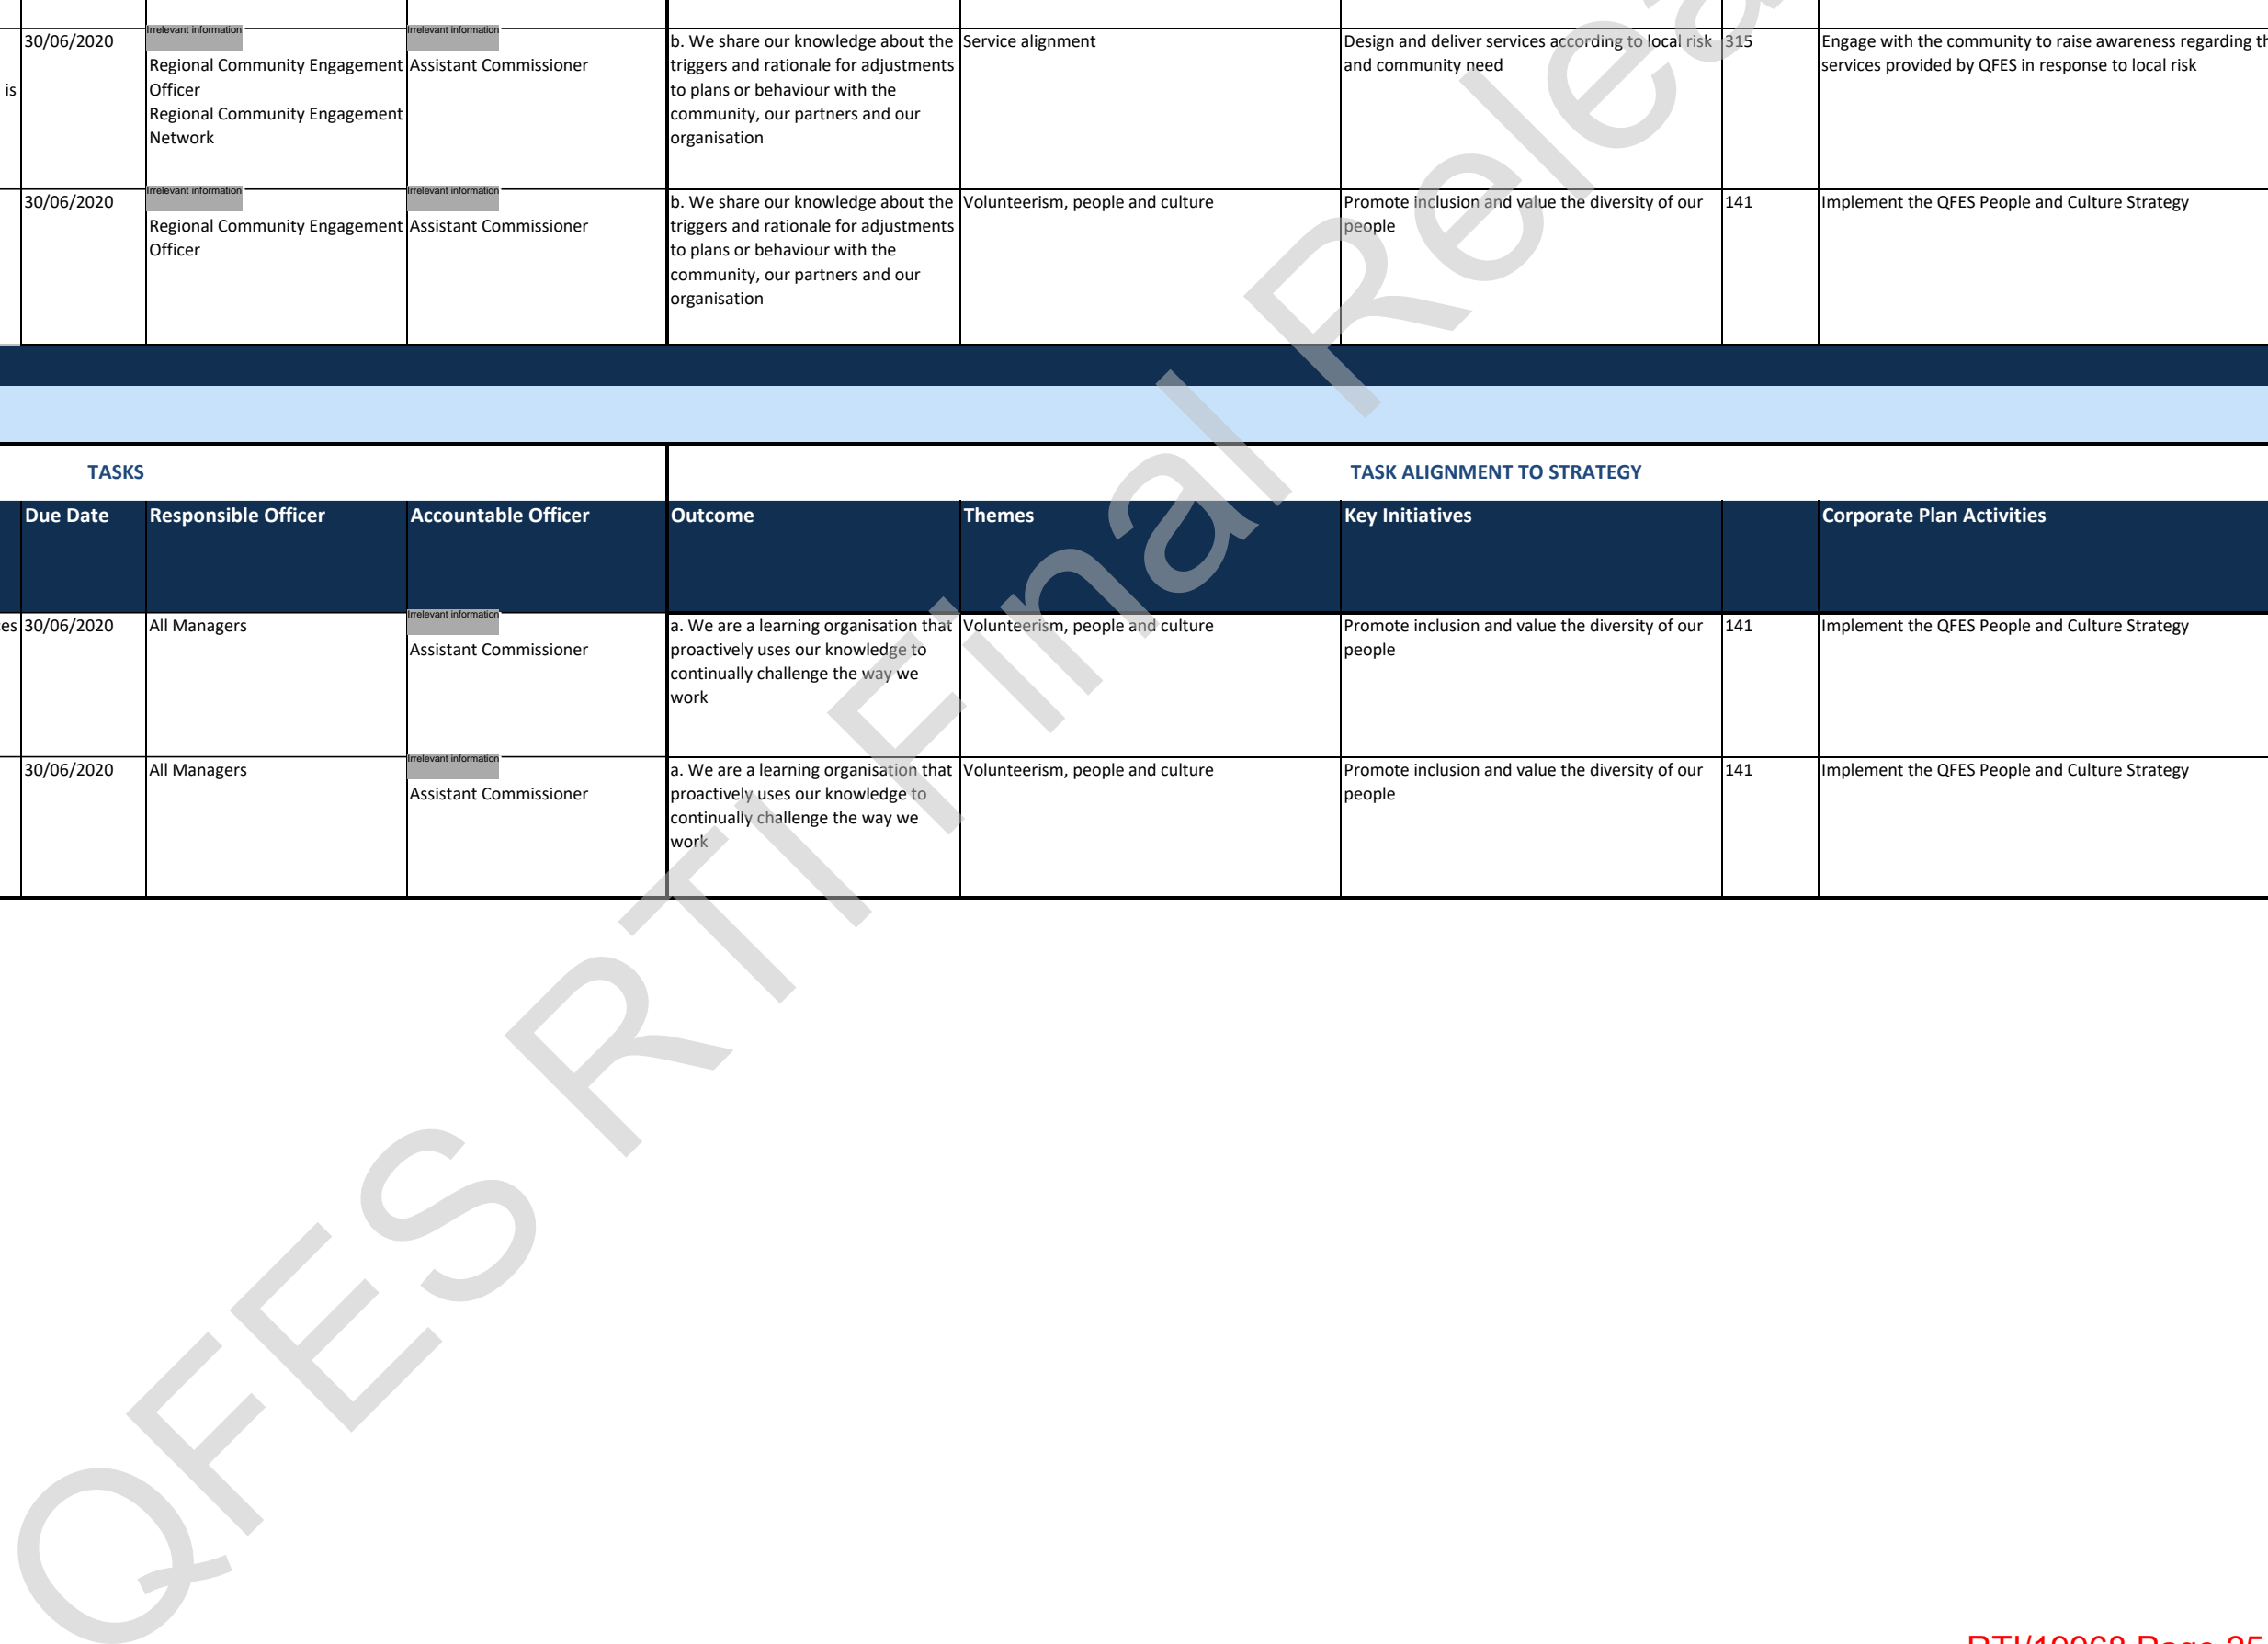 30/06/2020
Irrelevant information
Irrelevant information
b. We share our knowledge about the
Service alignment
Design and deliver services according to local risk
315
Engage with the community to raise awareness regarding
Regional Community Engagement
Assistant Commissioner
triggers and rationale for adjustments
and community need
services provided by QFES in response to local risk
is
Officer
to plans or behaviour with the
Regional Community Engagement
community, our partners and our
Network
organisation
30/06/2020
Irrelevant information
Irrelevant information
b. We share our knowledge about the
Volunteerism, people and culture
Promote inclusion and value the diversity of our
141
Implement the QFES People and Culture Strategy
Regional Community Engagement
Assistant Commissioner
triggers and rationale for adjustments
people
Officer
to plans or behaviour with the
community, our partners and our
organisation
TASKS
TASK ALIGNMENT TO STRATEGY
Due Date
Responsible Officer
Accountable Officer
Outcome
Themes
Key Initiatives
Corporate Plan Activities
30/06/2020
All Managers
Irrelevant information
Assistant Commissioner
a. We are a learning organisation that
proactively uses our knowledge to
continually challenge the way we
work
Volunteerism, people and culture
Promote inclusion and value the diversity of our
people
141
Implement the QFES People and Culture Strategy
30/06/2020
All Managers
Irrelevant information
Assistant Commissioner
a. We are a learning organisation that
proactively uses our knowledge to
continually challenge the way we
work
Volunteerism, people and culture
Promote inclusion and value the diversity of our
people
141
Implement the QFES People and Culture Strategy
QFES RTI Final